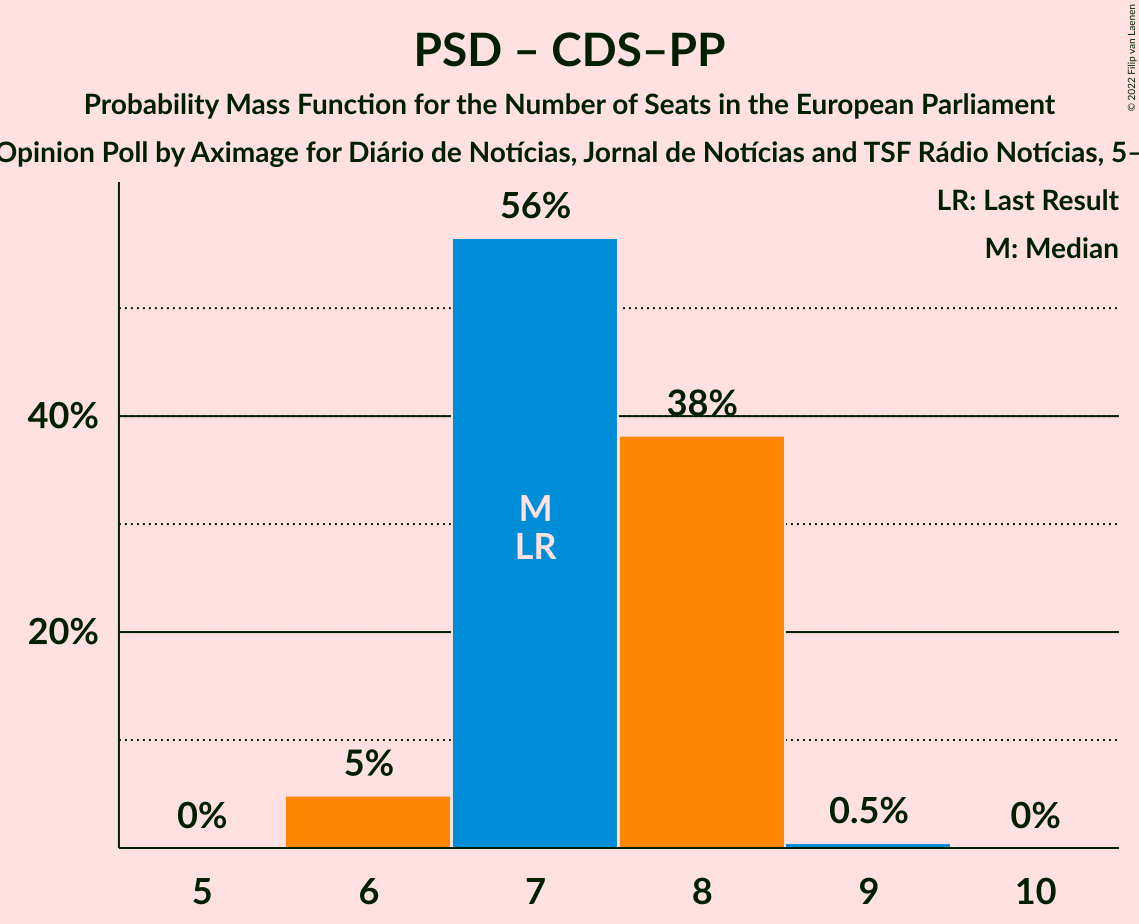 PSD – CDS–PP
Probability Mass Function for the Number of Seats in the European Parliament
Opinion Poll by Aximage for Diário de Notícias, Jornal de Notícias and TSF Rádio Notícias, 5–
© 2022 Filip van Laenen
LR: Last Result
M: Median
56%
40%
38%
M
LR
20%
5%
0%
0.5%
0%
5 6 7 8 9 10